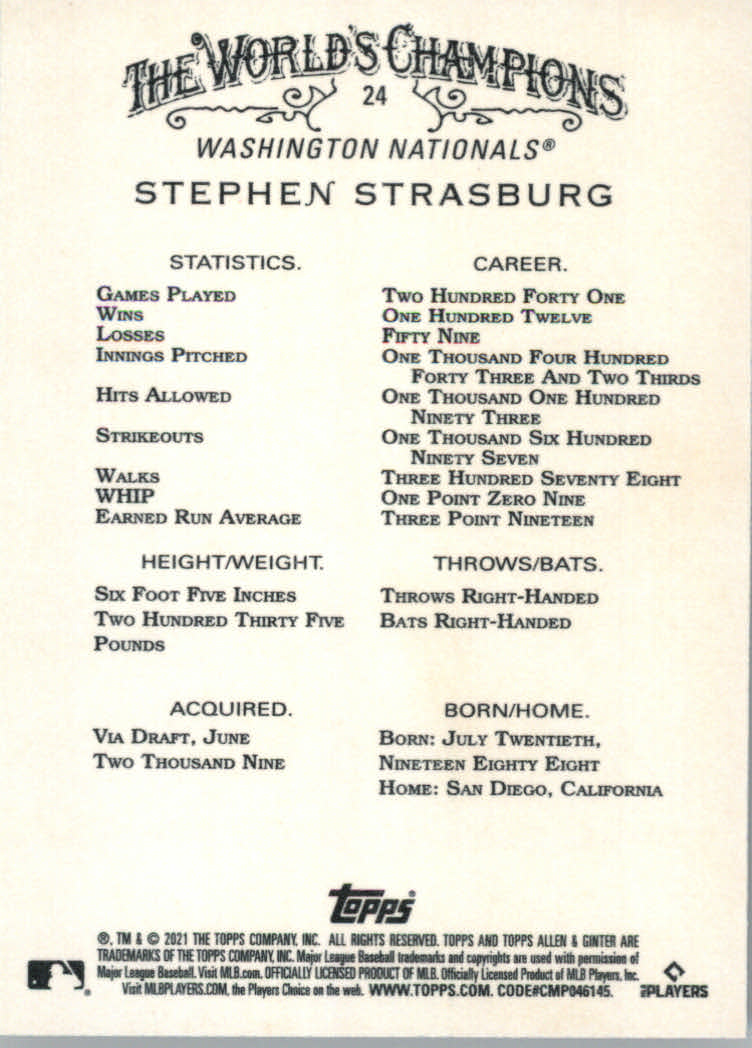 THE WORLD'S CHAMPIONS
24
WASHINGTON NATIONALS®
STEPHEN STRASBURG
STATISTICS. CAREER.
GAMES PLAYED TWO HUNDRED FORTY ONE
WINS ONE HUNDRED TWELVE
LOSSES FIFTY NINE
INNINGS PITCHED ONE THOUSAND FOUR HUNDRED
FORTY THREE AND TWO THIRDS
HITS ALLOWED ONE THOUSAND ONE HUNDRED
NINETY THREE
STRIKEOUTS ONE THOUSAND SIX HUNDRED
NINETY SEVEN
WALKS THREE HUNDRED SEVENTY EIGHT
WHIP ONE POINT ZERO NINE
EARNED RUN AVERAGE THREE POINT NINETEEN
HEIGHT/WEIGHT.
SIX FOOT FIVE INCHES
TWO HUNDRED THIRTY FIVE
POUNDS
THROWS/BATS.
THROWS RIGHT-HANDED
BATS RIGHT-HANDED
ACQUIRED.
VIA DRAFT, JUNE
TWO THOUSAND NINE
BORN/HOME.
BORN: JULY TWENTIETH,
NINETEEN EIGHTY EIGHT
HOME: SAN DIEGO, CALIFORNIA
TOPPS®
®, TM & © 2021 THE TOPPS COMPANY, INC. ALL RIGHTS RESERVED. TOPPS AND TOPPS ALLEN & GINTER ARE
TRADEMARKS OF THE TOPPS COMPANY, INC. Major League Baseball trademarks and copyrights are used with permission of
Major League Baseball. Visit MLB.com. OFFICIALLY LICENSED PRODUCT OF MLB. Officially Licensed Product of MLB Players, Inc.
Visit MLBPLAYERS.COM, the Players Choice on the web. WWW.TOPPS.COM. CODE#CMP046145.
MLB PLAYERS